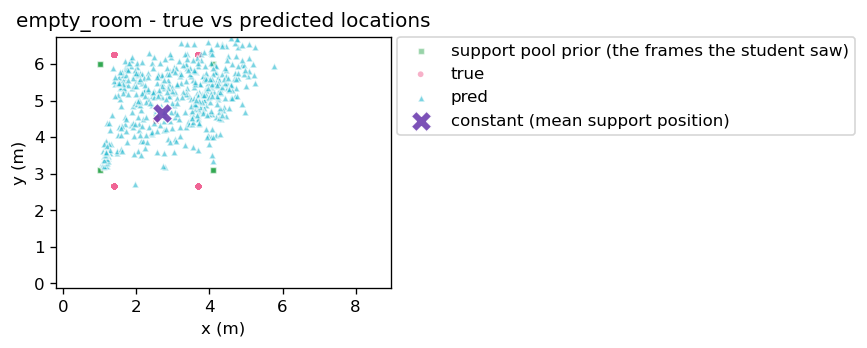 empty_room - true vs predicted locations
support pool prior (the frames the student saw)
true
pred
constant (mean support position)
y (m)
6
5
4
3
2
1
0
0 2 4 6 8
x (m)